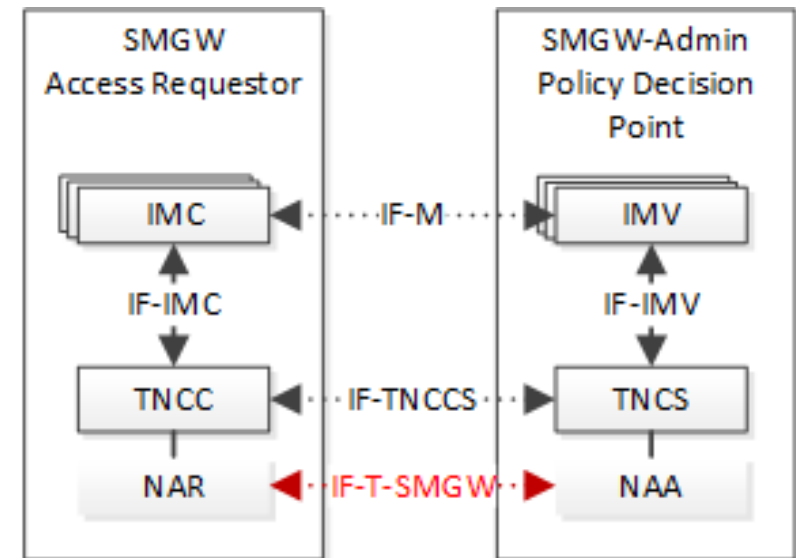 SMGW
Access Requestor
SMGW-Admin
Policy Decision
Point
IMC
IF-M
IMV
IF-IMC
IF-IMV
TNCC
IF-TNCCS
TNCS
NAR
IF-T-SMGW
NAA